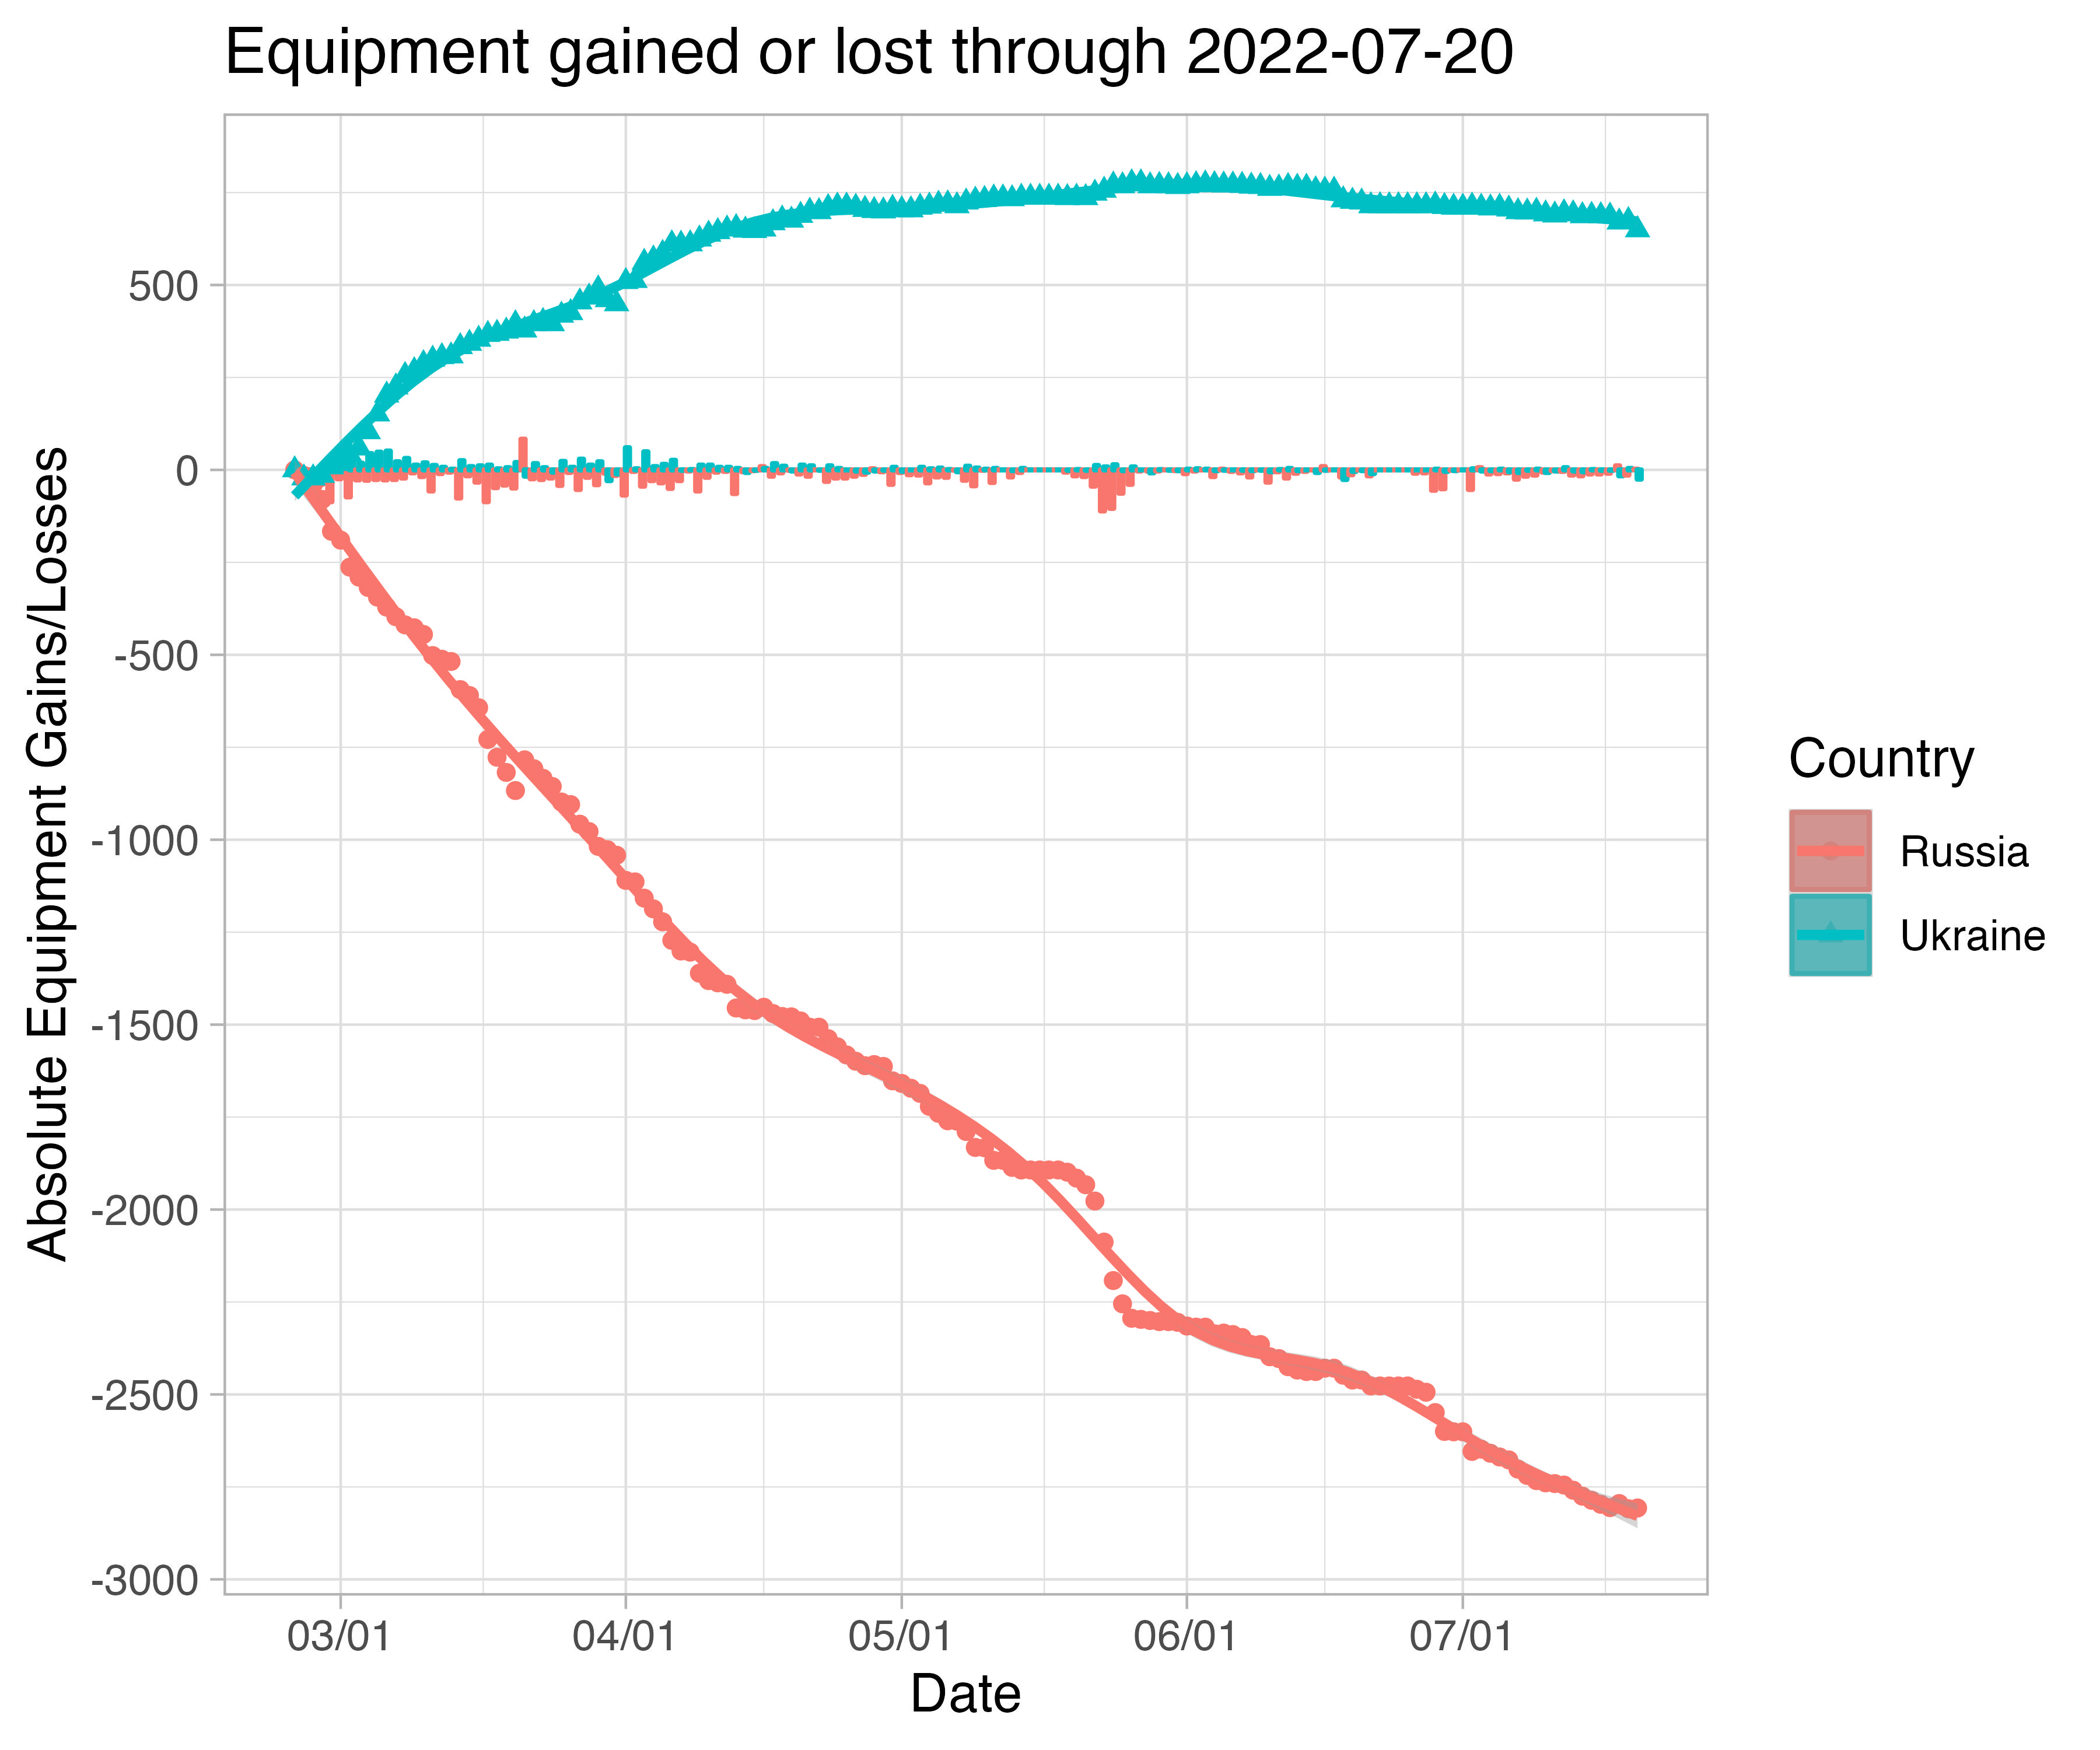 Equipment gained or lost through 2022-07-20
Absolute Equipment Gains/Losses
500
0
-500
-1000
-1500
-2000
-2500
-3000
03/01
04/01
05/01
06/01
07/01
Date
Country
Russia
Ukraine